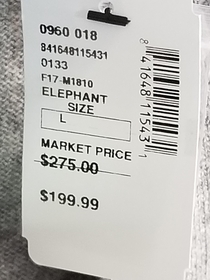 0960 018
841648115431
0133
F17-M1810
ELEPHANT
SIZE
L
MARKET PRICE
$275.00
$199.99
8 41648 11543 1